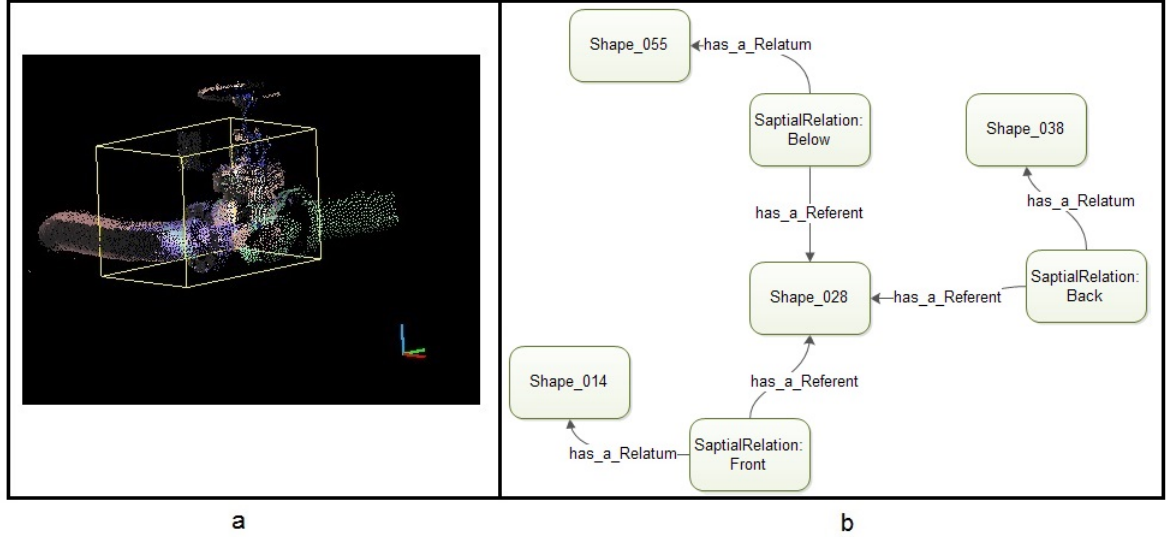 Shape_055
has_a_Relatum
SaptialRelation:
Below
Shape_038
has_a_Relatum
has_a_Referent
SaptialRelation:
Back
Shape_028
has_a_Referent
Shape_014
has_a_Referent
SaptialRelation:
Front
has_a_Relatum
a
b